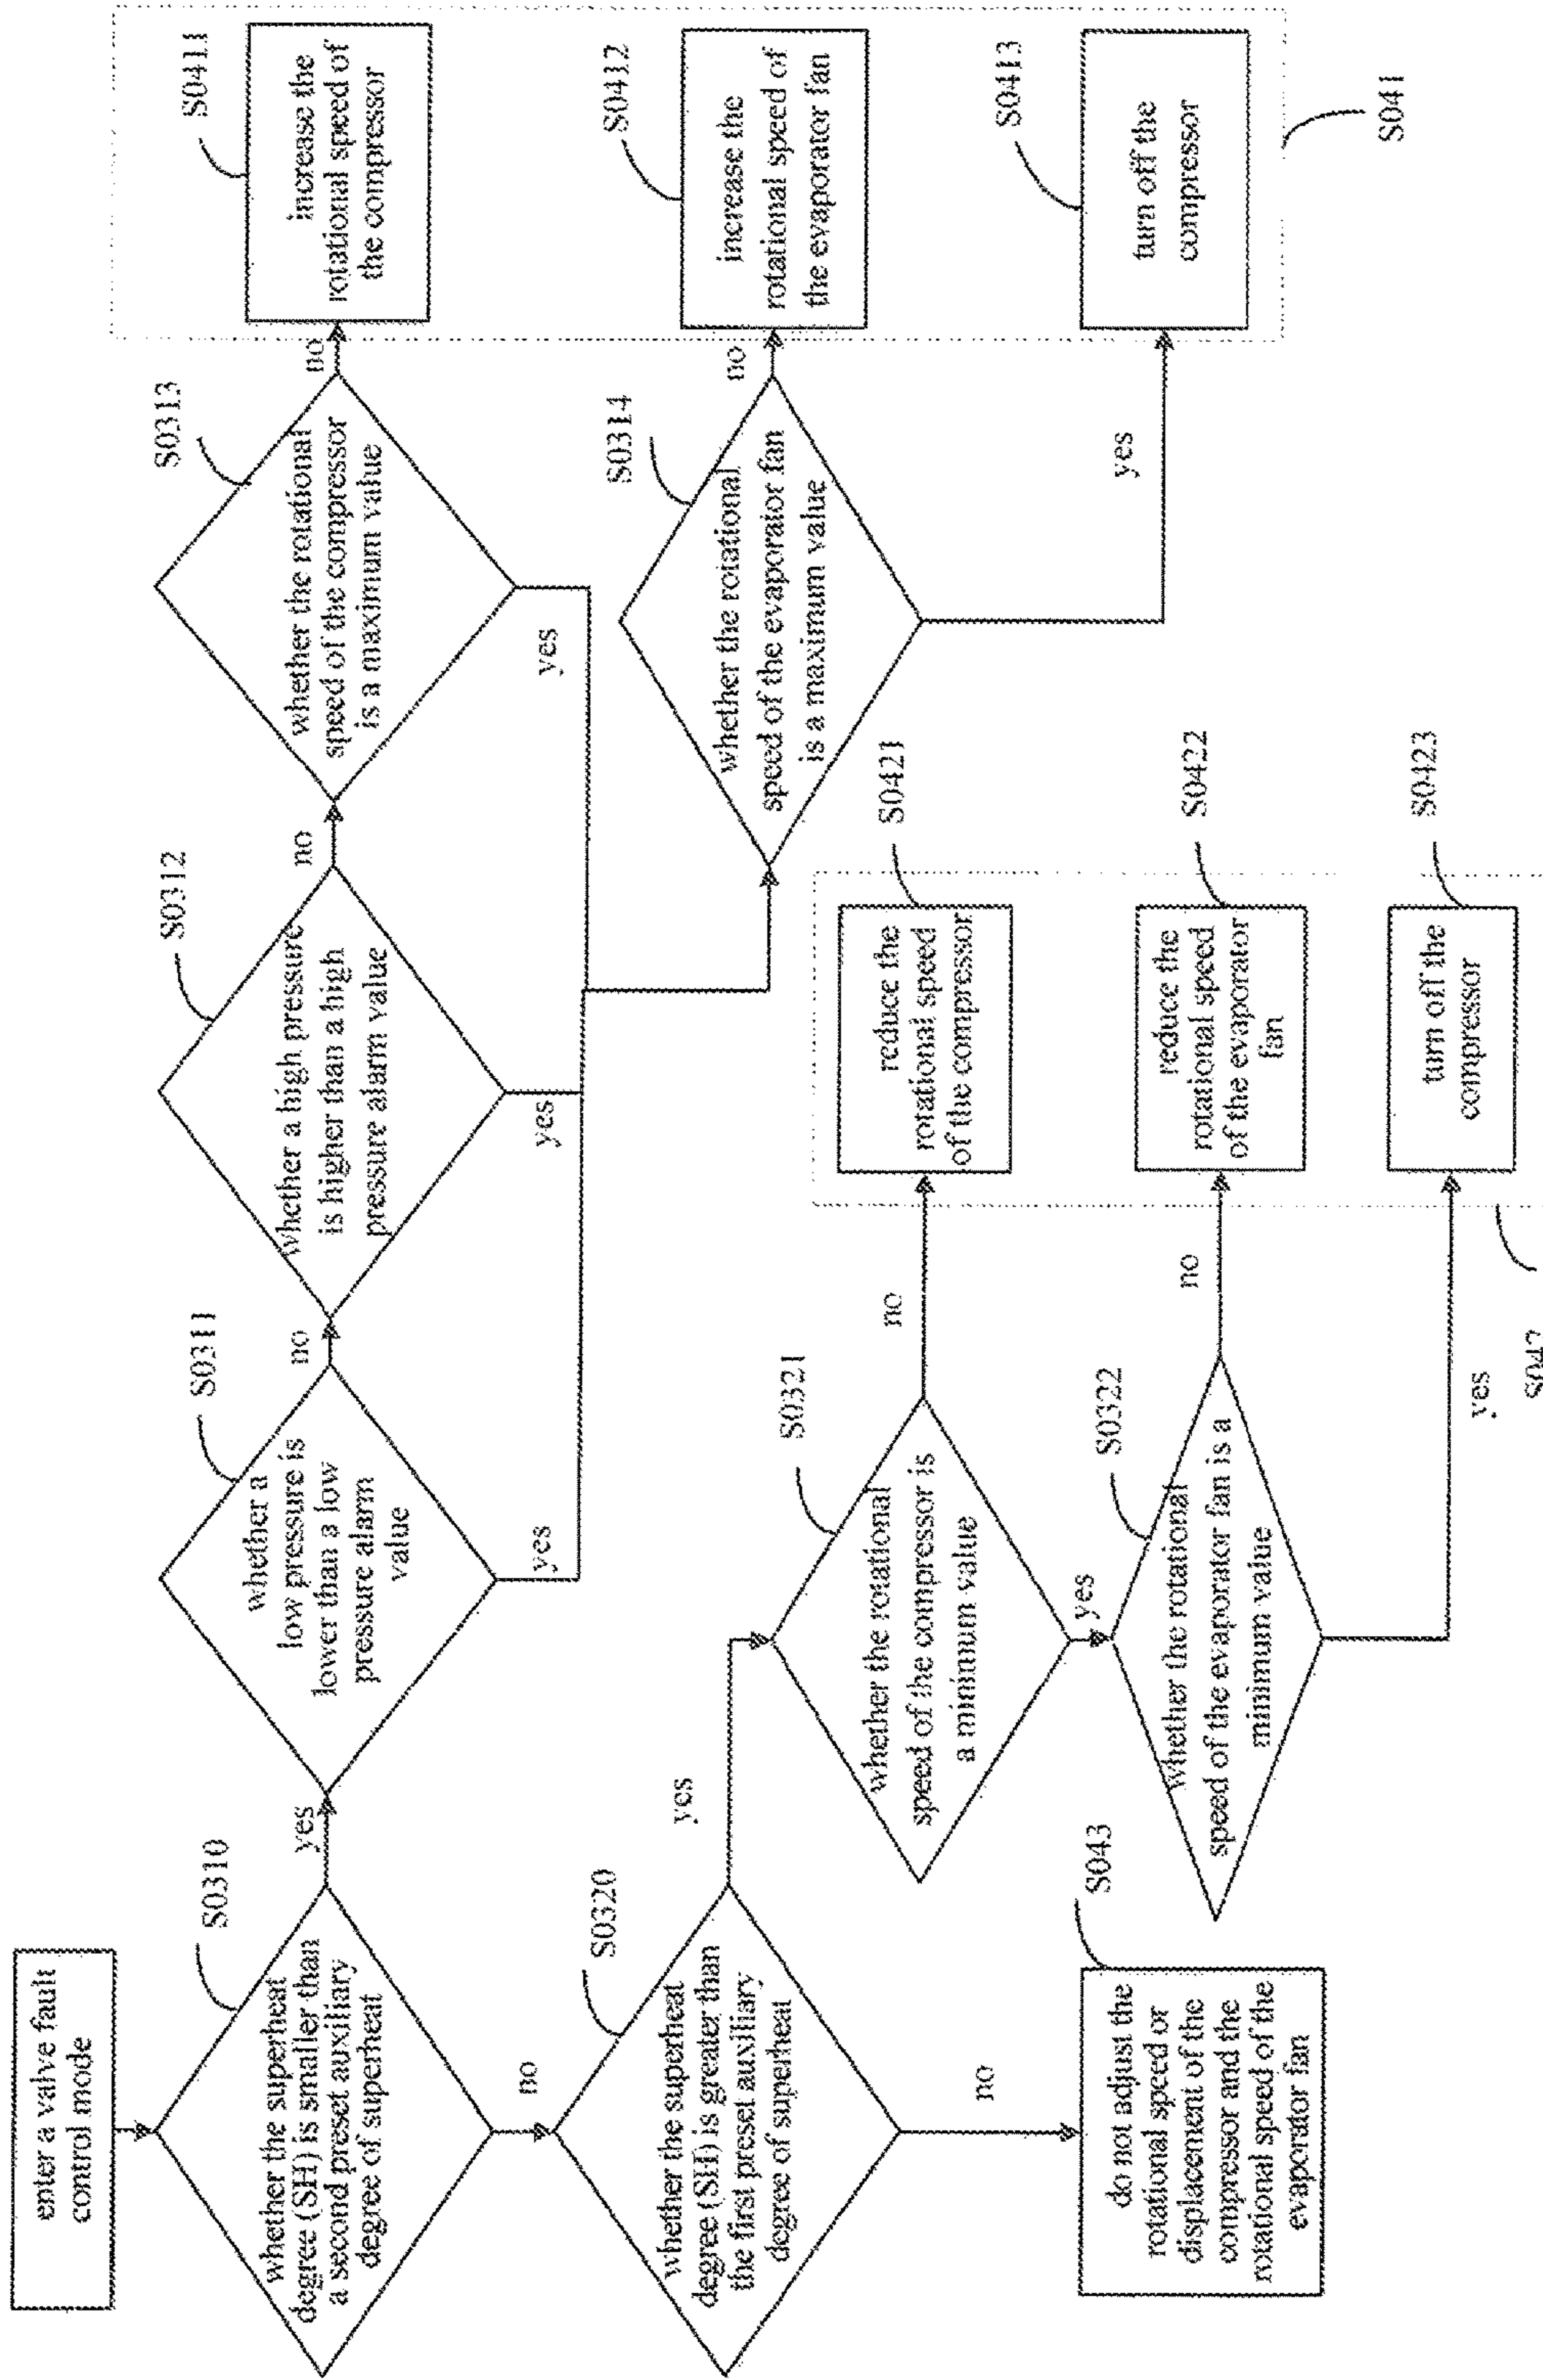 enter a valve fault
control mode
S0310
whether the superheat
degree (SH) is smaller than
a second preset auxiliary
degree of superheat
yes
no
S0311
whether a
low pressure is
lower than a low
pressure alarm
value
no
yes
S0312
whether a high pressure
is higher than a high
pressure alarm value
no
yes
S0313
whether the rotational
speed of the compressor
is a maximum value
no
yes
S0411
increase the
rotational speed of
the compressor
S0314
whether the rotational
speed of the evaporator fan
is a maximum value
no
yes
S0412
increase the
rotational speed of
the evaporator fan
S0413
turn off the
compressor
S041
S0320
whether the superheat
degree (SH) is greater than
the first preset auxiliary
degree of superheat
yes
no
S0321
whether the rotational
speed of the compressor is
a minimum value
no
yes
S0421
reduce the
rotational speed
of the compressor
S0322
whether the rotational
speed of the evaporator fan is a
minimum value
no
yes
S0422
reduce the
rotational speed
of the evaporator
fan
S0423
turn off the
compressor
S043
do not adjust the
rotational speed or
displacement of the
compressor and the
rotational speed of the
evaporator fan